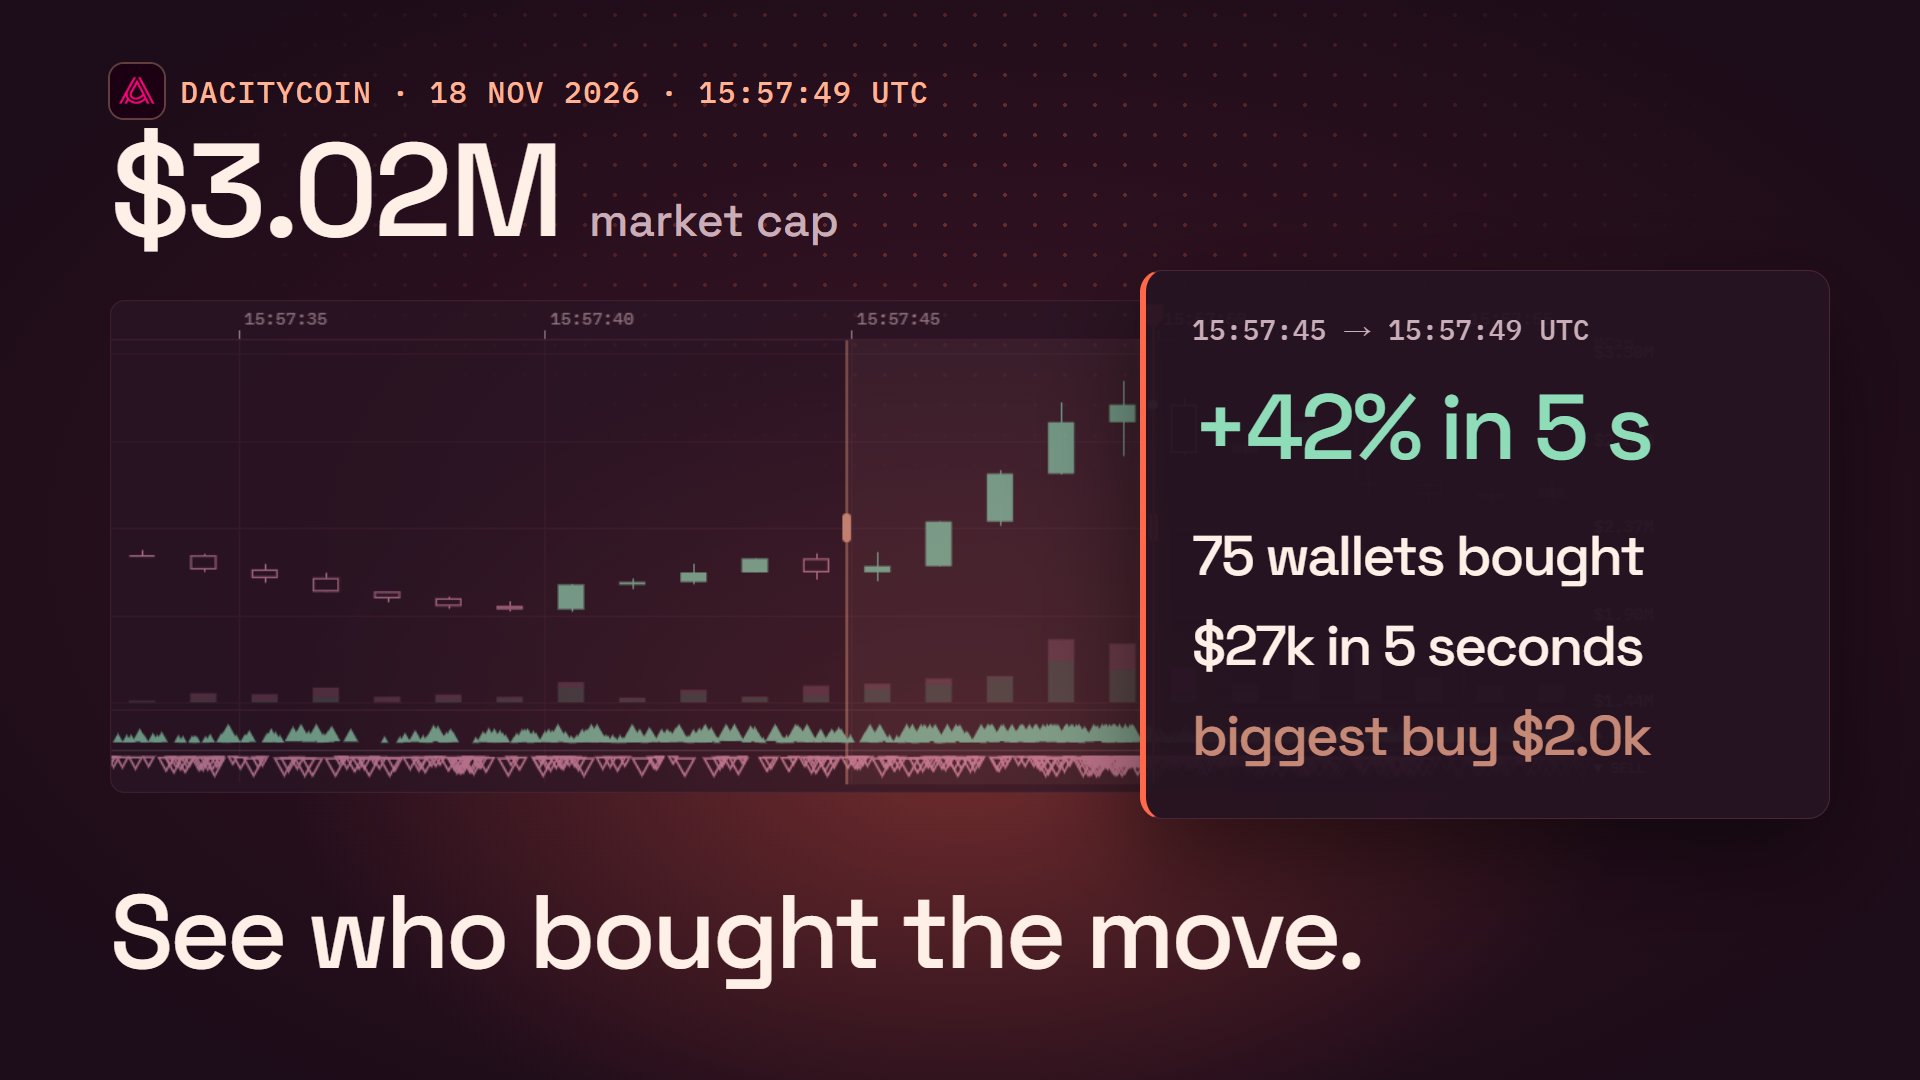 DACITYCOIN · 18 NOV 2026 · 15:57:49 UTC
$3.02M market cap
15:57:35
15:57:40
15:57:45
15:57:45 → 15:57:49 UTC
+42% in 5 s
75 wallets bought
$27k in 5 seconds
biggest buy $2.0k
See who bought the move.